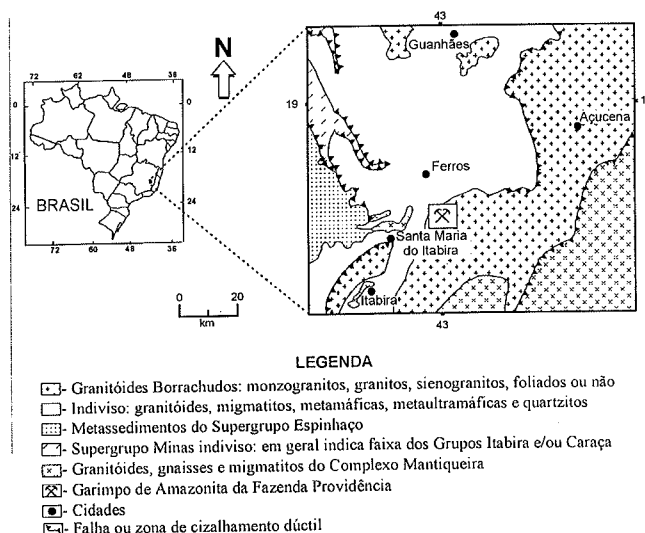 43
N
Guanhães
72 62 48 38
19
1
0 0
Açucena
12 12
Ferros
24 24
BRASIL
Santa Maria
do Itabira
72 60 48 36
0 20
km
Itabira
43
LEGENDA
- Granitóides Borrachudos: monzogranitos, granitos, sienogranitos, foliados ou não
- Indiviso: granitóides, migmatitos, metamáficas, metaultramáficas e quartzitos
- Metassedimentos do Supergrupo Espinhaço
- Supergrupo Minas indiviso: em geral indica faixa dos Grupos Itabira e/ou Caraça
- Granitóides, gnaisses e migmatitos do Complexo Mantiqueira
- Garimpo de Amazonita da Fazenda Providência
- Cidades
- Falha ou zona de cizalhamento dúctil